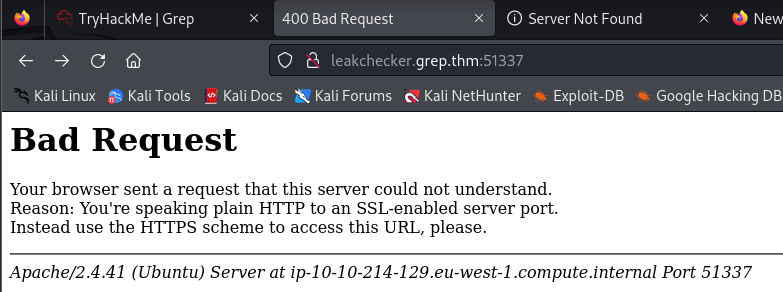 TryHackMe | Grep
400 Bad Request
Server Not Found
New
leakchecker.grep.thm:51337
Kali Linux
Kali Tools
Kali Docs
Kali Forums
Kali NetHunter
Exploit-DB
Google Hacking DB
Bad Request
Your browser sent a request that this server could not understand.
Reason: You're speaking plain HTTP to an SSL-enabled server port.
Instead use the HTTPS scheme to access this URL, please.
Apache/2.4.41 (Ubuntu) Server at ip-10-10-214-129.eu-west-1.compute.internal Port 51337